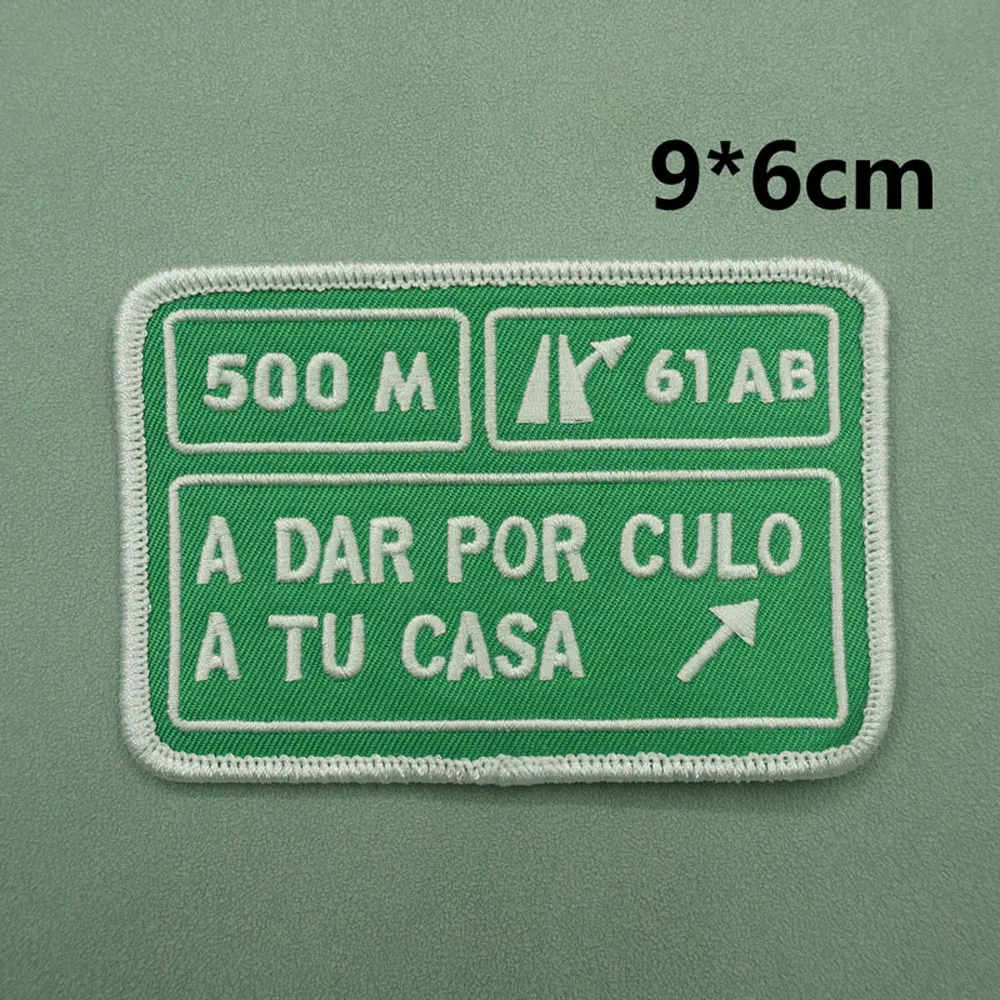 9*6cm
500 M
61 AB
A DAR POR CULO
A TU CASA